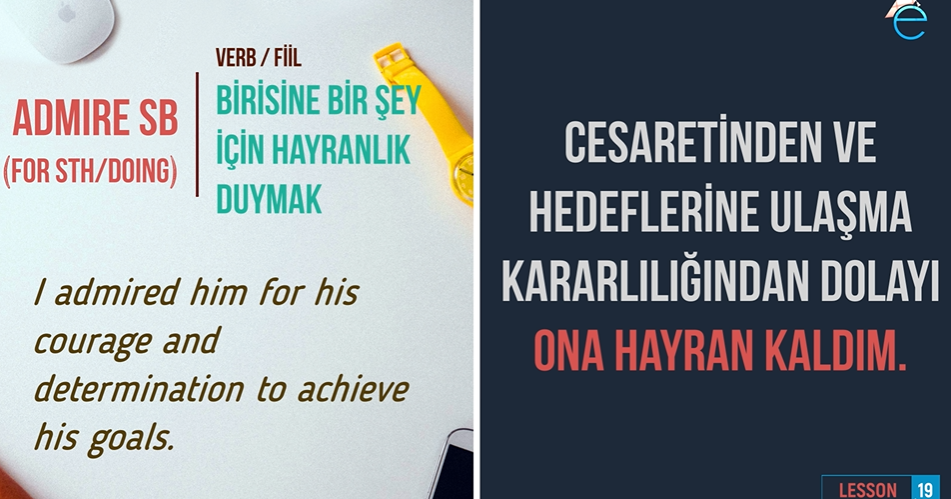 VERB / FİİL
ADMIRE SB
(FOR STH/DOING)
BİRİSİNE BİR ŞEY
İÇİN HAYRANLIK
DUYMAK
I admired him for his
courage and
determination to achieve
his goals.
e
CESARETİNDEN VE
HEDEFLERİNE ULAŞMA
KARARLILIĞINDAN DOLAYI
ONA HAYRAN KALDIM.
LESSON 19